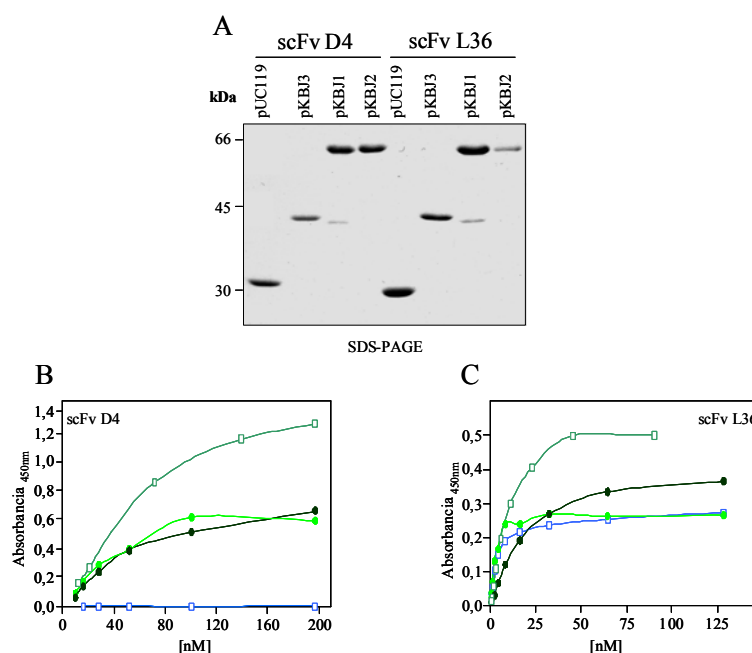 A
scFv D4 scFv L36
kDa pUC119 pKBJ3 pKBJ1 pKBJ2 pUC119 pKBJ3 pKBJ1 pKBJ2
66
45
30
SDS-PAGE
B
scFv D4
Absorbancia 450nm
1,4
1,2
1,0
0,8
0,6
0,4
0,2
0,0
0 40 80 120 160 200
[nM]
C
scFv L36
Absorbancia 450nm
0,5
0,4
0,3
0,2
0,1
0,0
0 25 50 75 100 125
[nM]